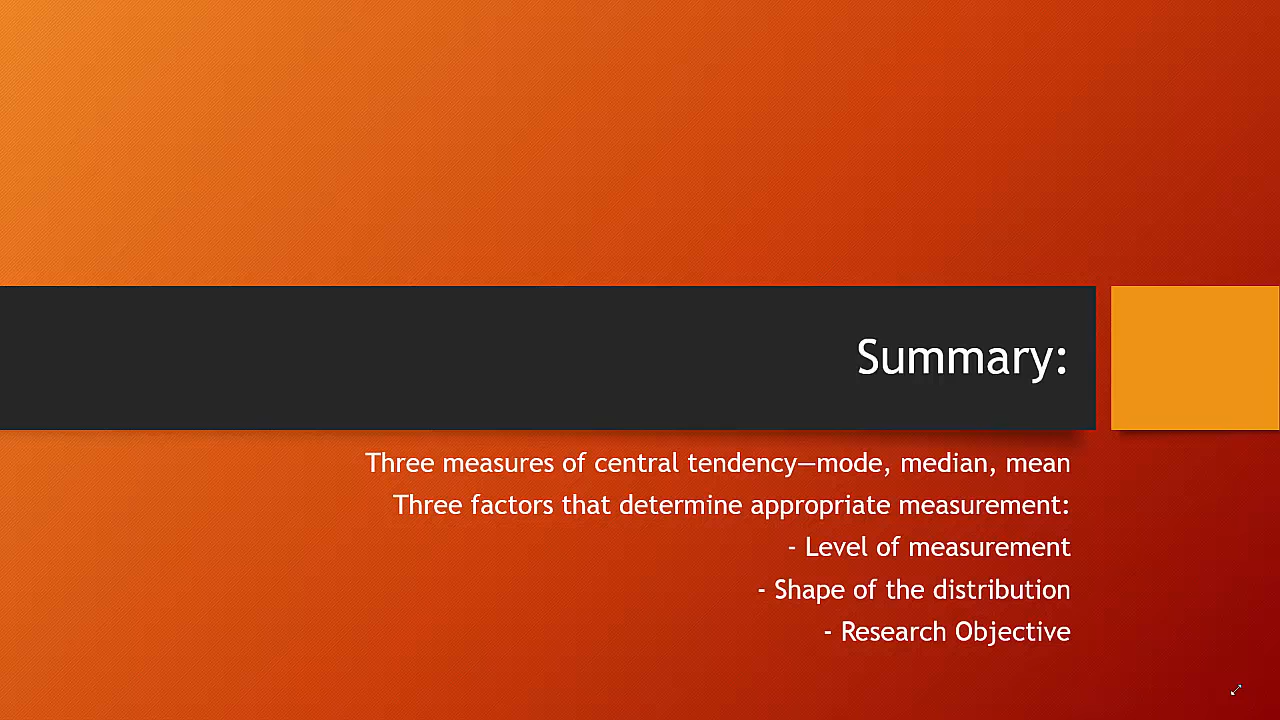 Summary:
Three measures of central tendency—mode, median, mean
Three factors that determine appropriate measurement:
- Level of measurement
- Shape of the distribution
- Research Objective